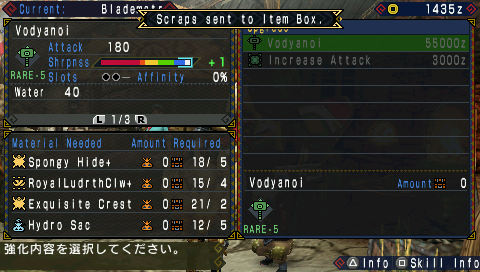 Current: Blademstr
Scraps sent to Item Box.
1435z
Vodyanoi
Attack 180
Shrpnss +1
RARE-5 Slots Affinity 0%
Water 40
L 1/3 R
Vodyanoi 55000z
Increase Attack 3000z
Material Needed Amount Required
Spongy Hide+ 0 18/ 5
RoyalLudrthClw+ 0 15/ 4
Exquisite Crest 0 21/ 2
Hydro Sac 0 12/ 5
Vodyanoi Amount 0
RARE-5
強化内容を選択してください。
Info Skill Info